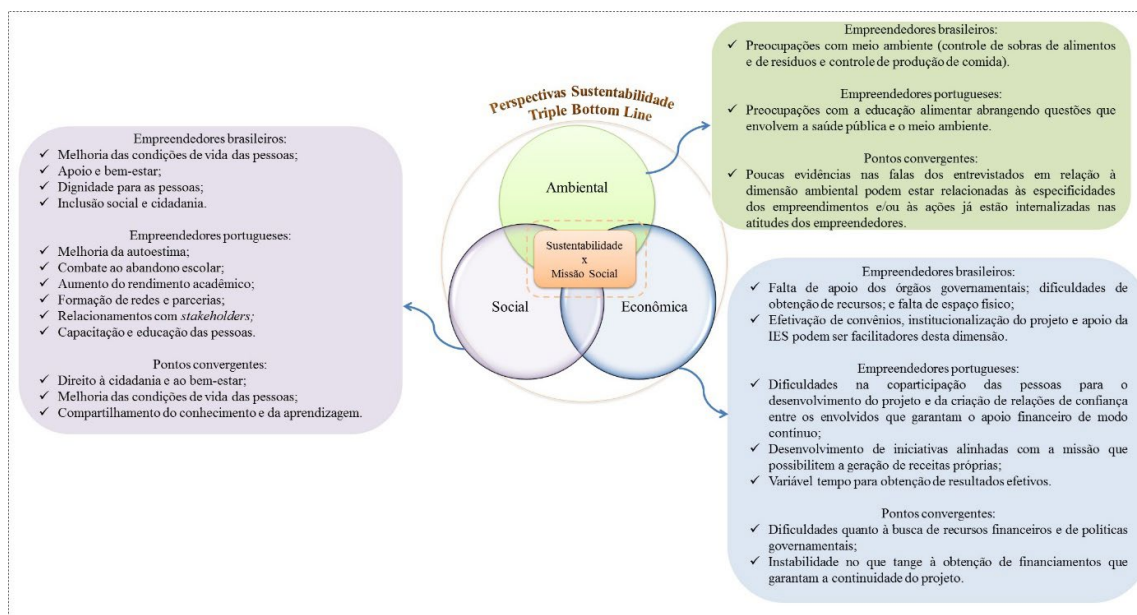 Perspectivas Sustentabilidade
Triple Bottom Line
Ambiental
Sustentabilidade
x
Missão Social
Social
Econômica
Empreendedores brasileiros:
✓ Melhoria das condições de vida das pessoas;
✓ Apoio e bem-estar;
✓ Dignidade para as pessoas;
✓ Inclusão social e cidadania.
Empreendedores portugueses:
✓ Melhoria da autoestima;
✓ Combate ao abandono escolar;
✓ Aumento do rendimento acadêmico;
✓ Formação de redes e parcerias;
✓ Relacionamentos com stakeholders;
✓ Capacitação e educação das pessoas.
Pontos convergentes:
✓ Direito à cidadania e ao bem-estar;
✓ Melhoria das condições de vida das pessoas;
✓ Compartilhamento do conhecimento e da aprendizagem.
Empreendedores brasileiros:
✓ Preocupações com meio ambiente (controle de sobras de alimentos
e de resíduos e controle de produção de comida).
Empreendedores portugueses:
✓ Preocupações com a educação alimentar abrangendo questões que
envolvem a saúde pública e o meio ambiente.
Pontos convergentes:
✓ Poucas evidências nas falas dos entrevistados em relação à
dimensão ambiental podem estar relacionadas às especificidades
dos empreendimentos e/ou às ações já estão internalizadas nas
atitudes dos empreendedores.
Empreendedores brasileiros:
✓ Falta de apoio dos órgãos governamentais; dificuldades de
obtenção de recursos; e falta de espaço físico;
✓ Efetivação de convênios, institucionalização do projeto e apoio da
IES podem ser facilitadores desta dimensão.
Empreendedores portugueses:
✓ Dificuldades na coparticipação das pessoas para o
desenvolvimento do projeto e da criação de relações de confiança
entre os envolvidos que garantam o apoio financeiro de modo
contínuo;
✓ Desenvolvimento de iniciativas alinhadas com a missão que
possibilitem a geração de receitas próprias;
✓ Variável tempo para obtenção de resultados efetivos.
Pontos convergentes:
✓ Dificuldades quanto à busca de recursos financeiros e de políticas
governamentais;
✓ Instabilidade no que tange à obtenção de financiamentos que
garantam a continuidade do projeto.